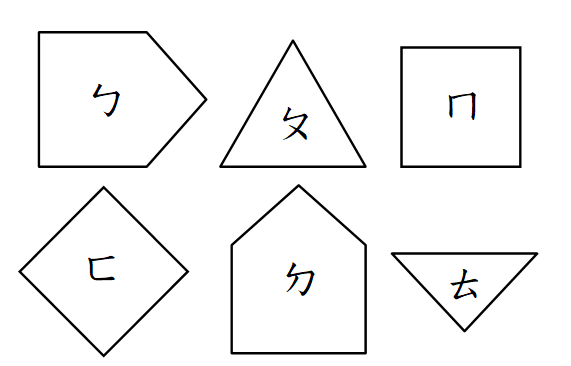 ㄅ ㄆ ㄇ
ㄈ ㄉ ㄊ